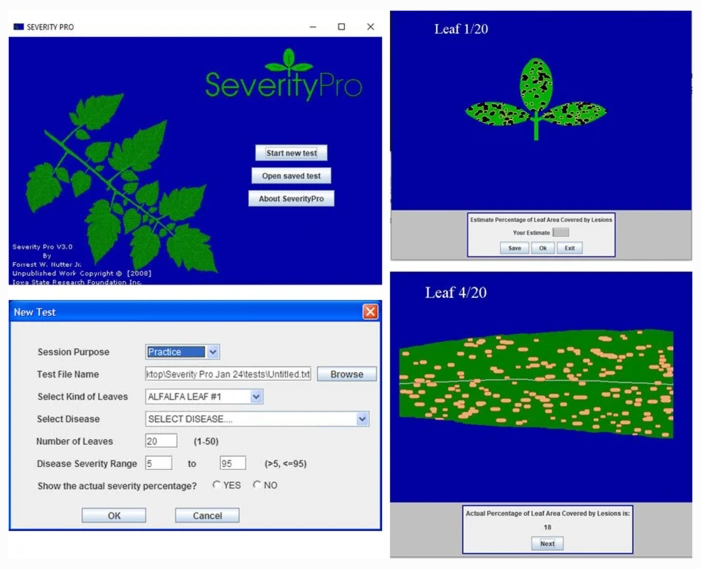 SEVERITY PRO
SeverityPro
Start new test
Open saved test
About SeverityPro
Severity Pro V3.0
By
Forrest W. Nutter Jr.
Unpublished Work Copyright © [2008]
Iowa State Research Foundation Inc.
Leaf 1/20
Estimate Percentage of Leaf Area Covered by Lesions
Your Estimate
Save Ok Exit
New Test
Session Purpose Practice
Test File Name ktop\Severity Pro Jan 24\tests\Untitled.txt Browse
Select Kind of Leaves ALFALFA LEAF #1
Select Disease SELECT DISEASE....
Number of Leaves 20 (1-50)
Disease Severity Range 5 to 95 (>5, <=95)
Show the actual severity percentage? YES NO
OK Cancel
Leaf 4/20
Actual Percentage of Leaf Area Covered by Lesions is:
18
Next